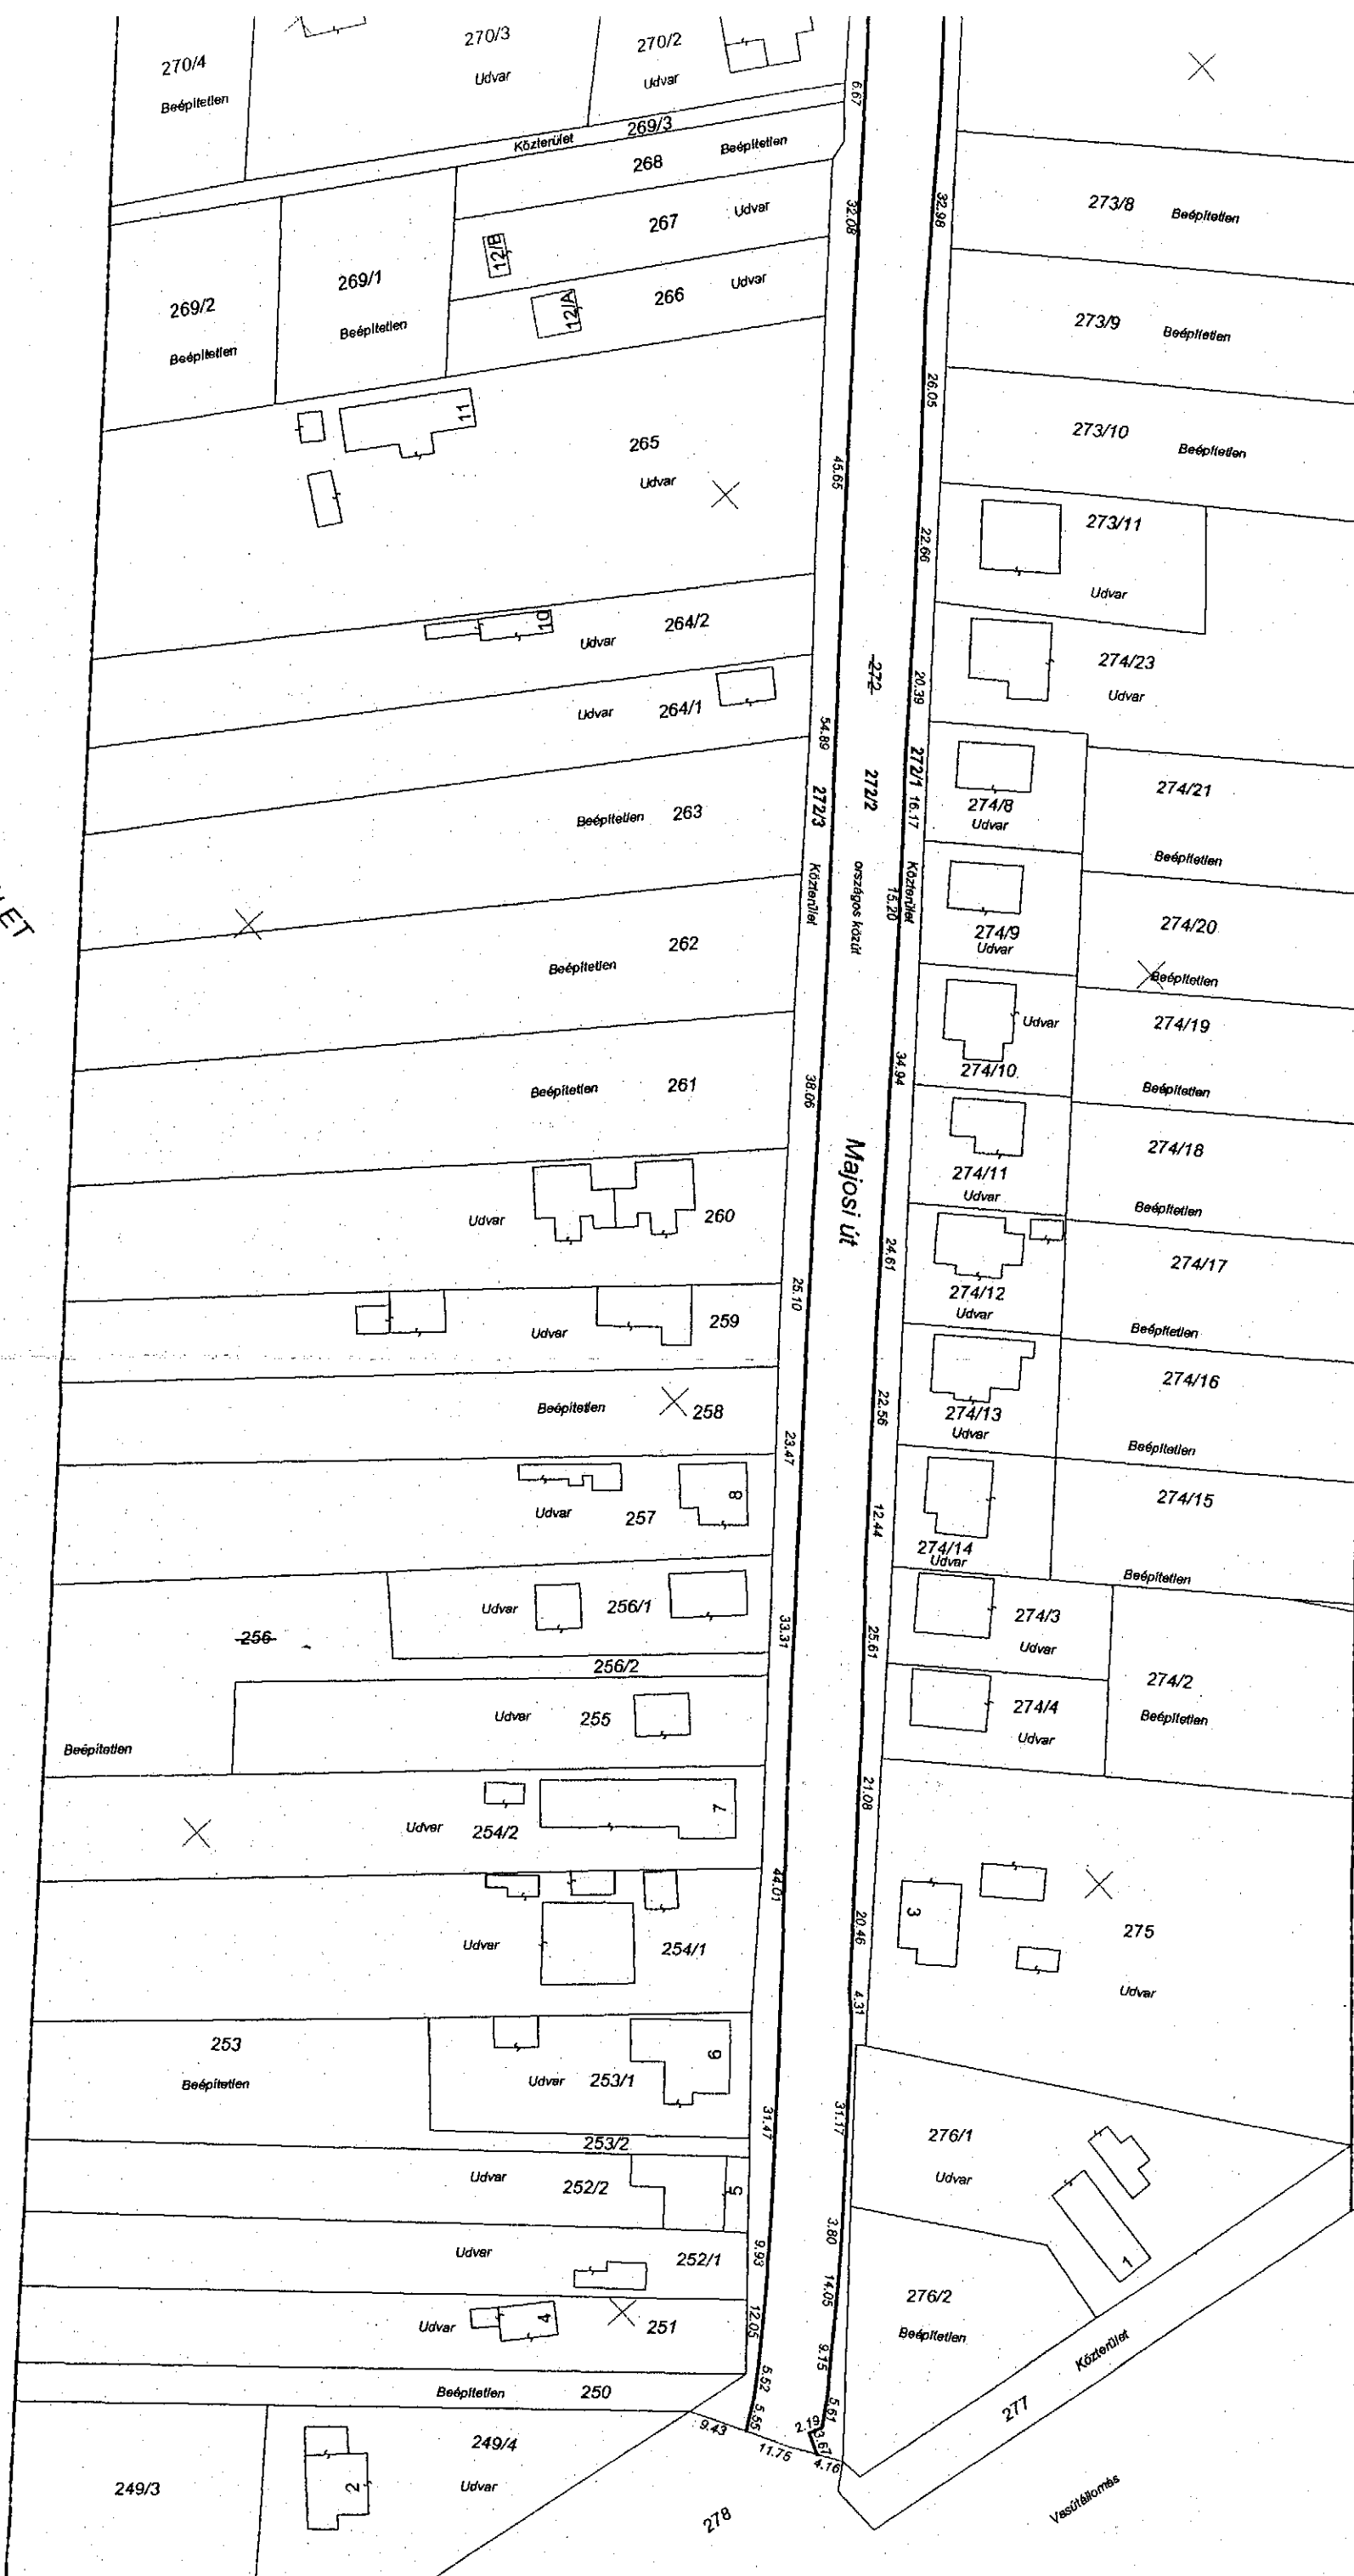 270/4
Beépítetlen
270/3
Udvar
270/2
Udvar
6.67
Közterület
269/3
268
Beépítetlen
267
Udvar
12/B
32.08
32.98
273/8
Beépítetlen
269/2
Beépítetlen
269/1
Beépítetlen
12/A
266
Udvar
273/9
Beépítetlen
26.05
11
265
Udvar
45.65
273/10
Beépítetlen
22.66
273/11
Udvar
10
Udvar
264/2
272
20.39
274/23
Udvar
Udvar
264/1
54.89
272/3
Közterület
272/2
országos közút
272/1
16.17
Közterület
15.20
274/8
Udvar
274/21
Beépítetlen
Beépítetlen
263
274/9
Udvar
274/20
Beépítetlen
Beépítetlen
262
Udvar
274/10
274/19
Beépítetlen
34.94
Beépítetlen
261
38.06
Majosi út
274/11
Udvar
274/18
Beépítetlen
Udvar
260
24.61
274/12
Udvar
274/17
Beépítetlen
25.10
Udvar
259
22.56
274/13
Udvar
274/16
Beépítetlen
Beépítetlen
258
23.47
Udvar
257
8
12.44
274/14
Udvar
274/15
Beépítetlen
Udvar
256/1
33.31
25.61
274/3
Udvar
256
256/2
274/2
Beépítetlen
Udvar
255
274/4
Udvar
Beépítetlen
21.08
Udvar
254/2
7
44.01
3
20.46
275
Udvar
Udvar
254/1
4.31
253
Beépítetlen
Udvar
253/1
6
31.47
31.17
276/1
Udvar
253/2
Udvar
252/2
5
1
Udvar
252/1
9.93
3.80
14.05
276/2
Beépítetlen
Udvar
4
251
12.05
9.15
Közterület
277
Beépítetlen
250
5.52
5.55
5.61
2.19
3.67
9.43
11.75
4.16
249/3
2
249/4
Udvar
278
Vasútállomás